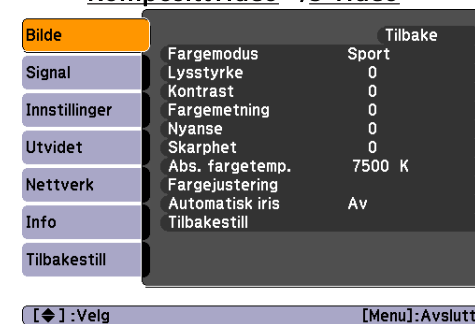 Bilde
Signal
Innstillinger
Utvidet
Nettverk
Info
Tilbakestill
Tilbake
Fargemodus Sport
Lysstyrke 0
Kontrast 0
Fargemetning 0
Nyanse 0
Skarphet 0
Abs. fargetemp. 7500 K
Fargejustering
Automatisk iris Av
Tilbakestill
[◆] :Velg [Menu]:Avslutt